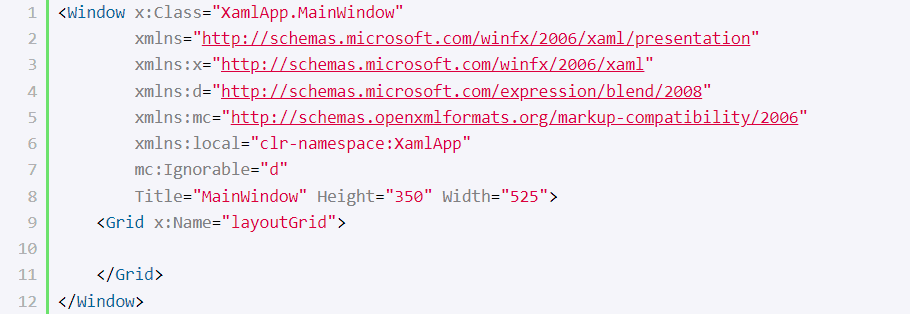 1 <Window x:Class="XamlApp.MainWindow"
2 xmlns="http://schemas.microsoft.com/winfx/2006/xaml/presentation"
3 xmlns:x="http://schemas.microsoft.com/winfx/2006/xaml"
4 xmlns:d="http://schemas.microsoft.com/expression/blend/2008"
5 xmlns:mc="http://schemas.openxmlformats.org/markup-compatibility/2006"
6 xmlns:local="clr-namespace:XamlApp"
7 mc:Ignorable="d"
8 Title="MainWindow" Height="350" Width="525">
9 <Grid x:Name="layoutGrid">
10
11 </Grid>
12 </Window>